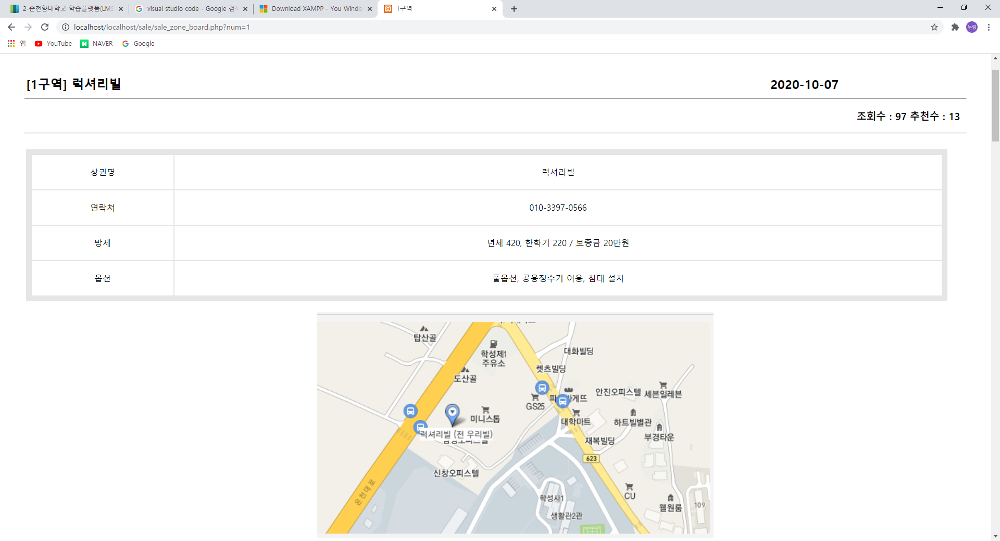 2-순천향대학교 학습플랫폼(LMS
visual studio code - Google 검색
Download XAMPP - You Windo
1구역
localhost/localhost/sale/sale_zone_board.php?num=1
누링
앱
YouTube
NAVER
Google
[1구역] 럭셔리빌
2020-10-07
조회수 : 97 추천수 : 13
상권명
럭셔리빌
연락처
010-3397-0566
방세
년세 420, 한학기 220 / 보증금 20만원
옵션
풀옵션, 공용정수기 이용, 침대 설치
탑산골
학성제1
주유소
대화빌딩
렛츠빌딩
도산골
안진오피스텔
세븐일레븐
GS25
미니스톱
대학마트
하트빌별관
럭셔리빌 (전 우리빌)
부경타운
재복빌딩
623
신창오피스텔
온천대로
CU
학성사1
웰원룸
109
생활관2관